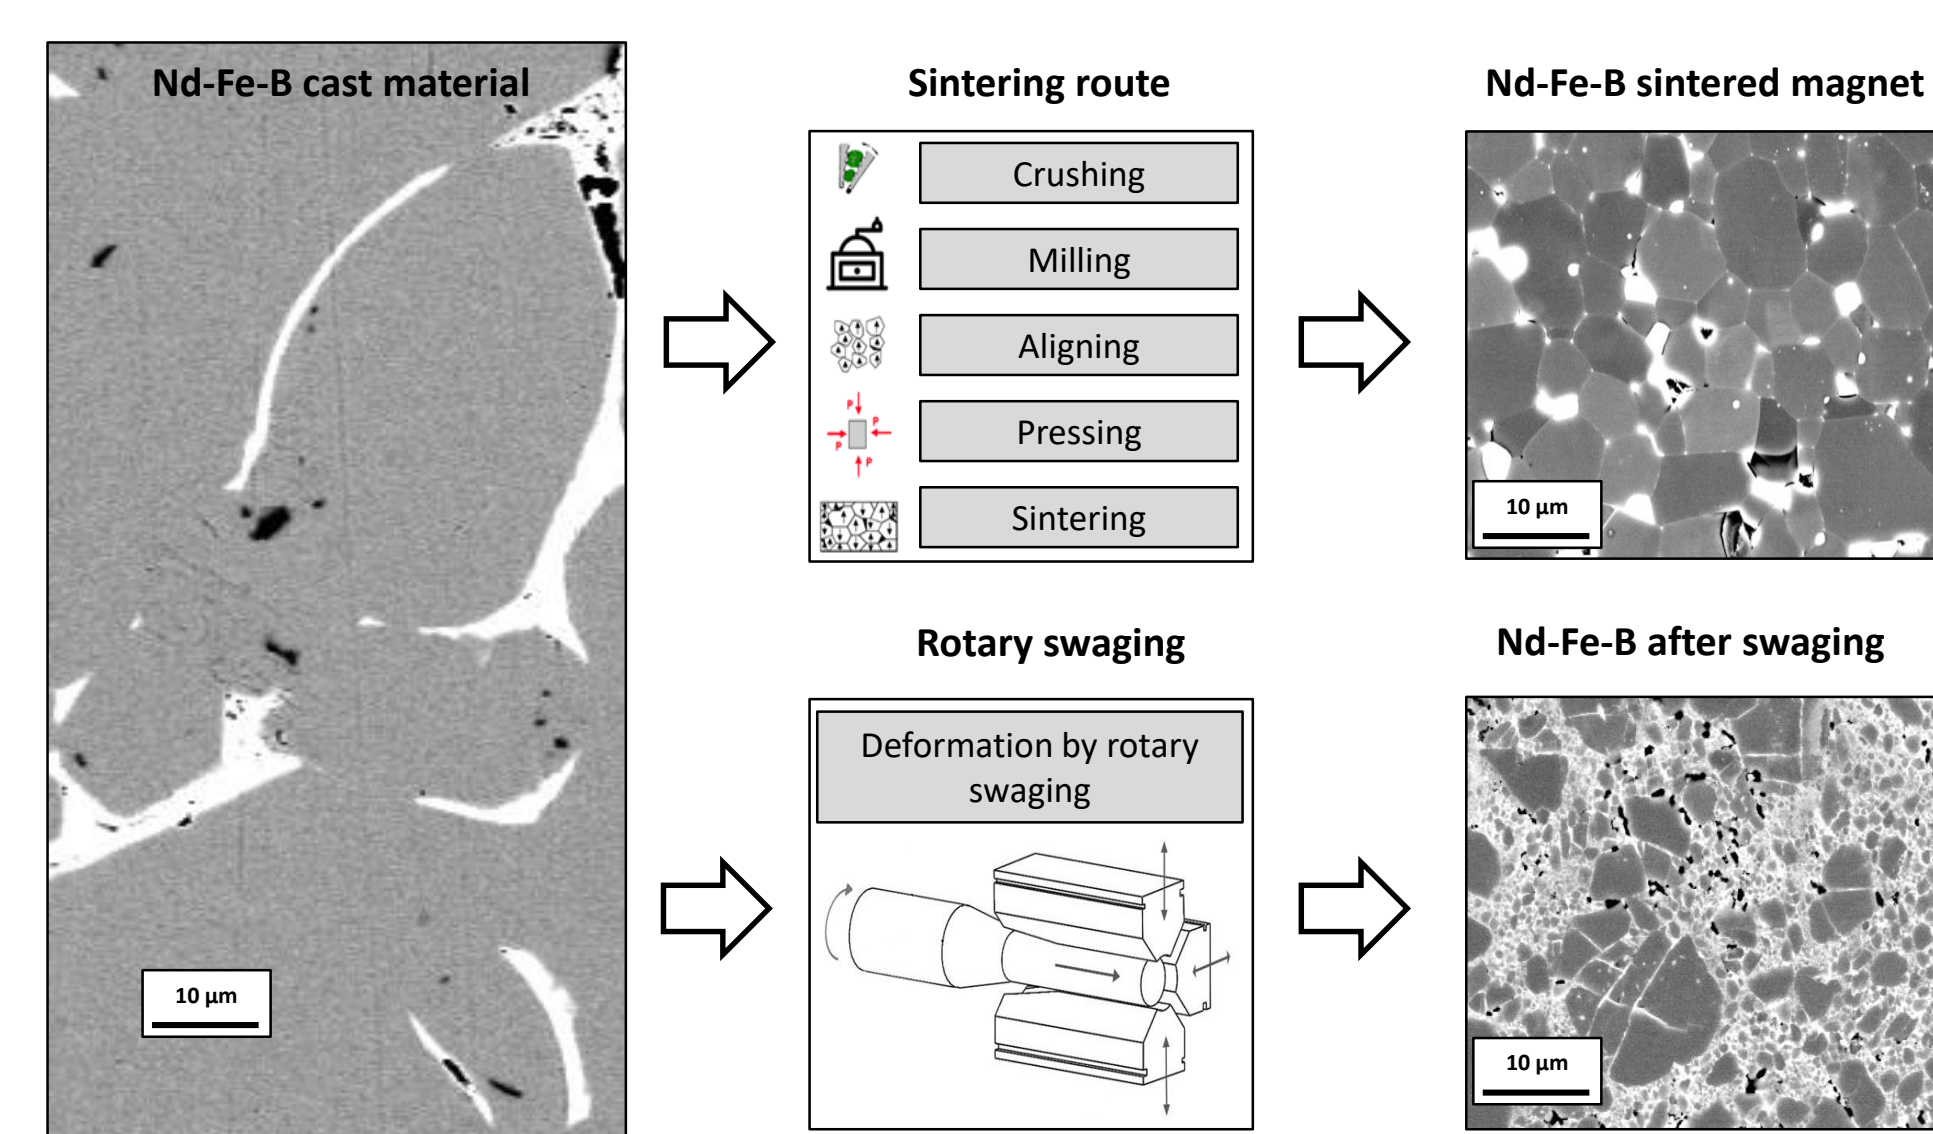 Nd-Fe-B cast material
10 µm
Sintering route
Crushing
Milling
Aligning
P
P
Pressing
P
P
Sintering
Nd-Fe-B sintered magnet
10 µm
Rotary swaging
Deformation by rotary
swaging
Nd-Fe-B after swaging
10 µm